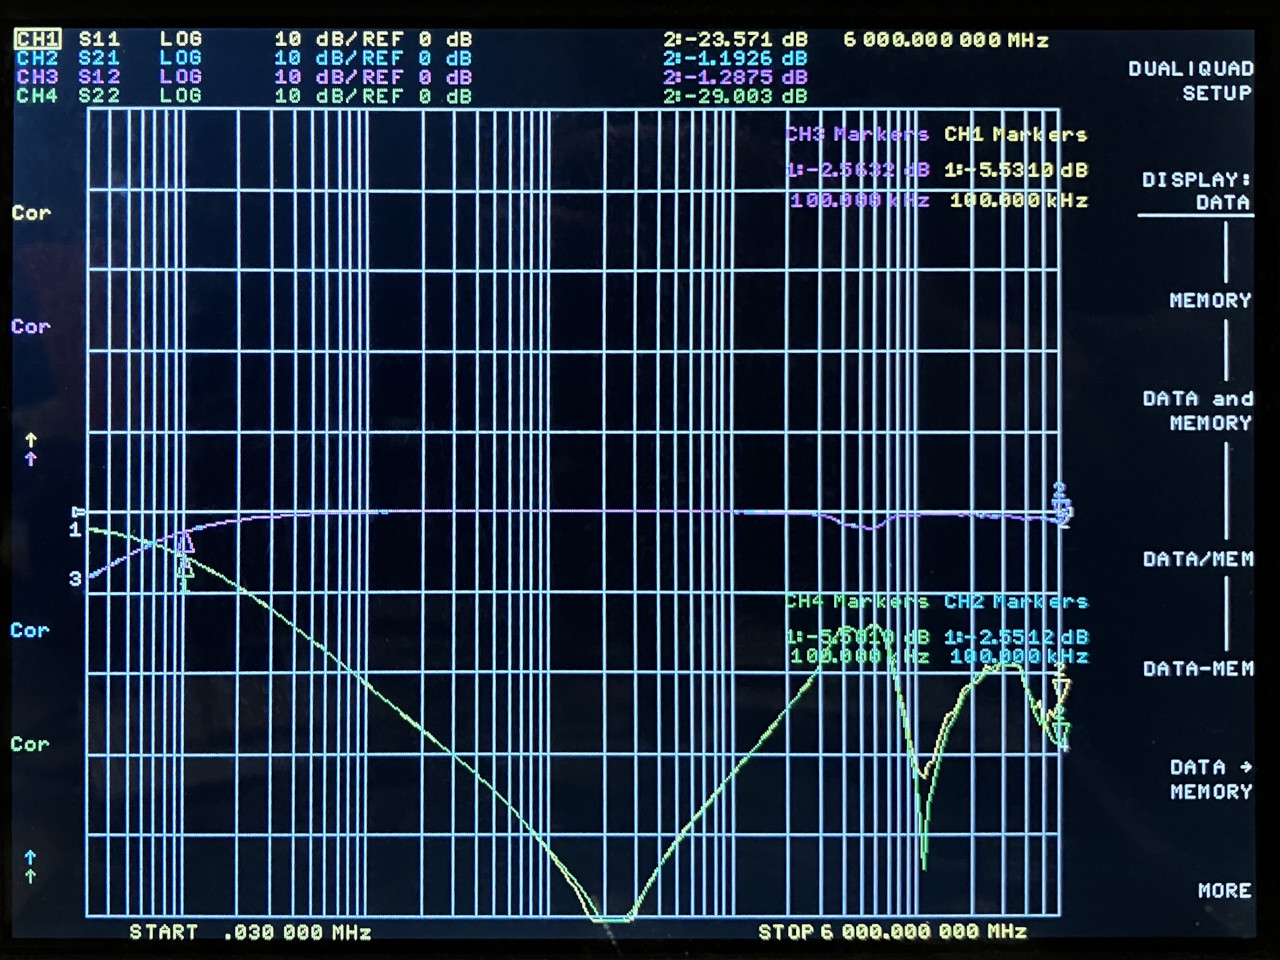 CH1 S11 LOG 10 dB/REF 0 dB 2:-23.571 dB 6 000.000 000 MHz
CH2 S21 LOG 10 dB/REF 0 dB 2:-1.1926 dB
CH3 S12 LOG 10 dB/REF 0 dB 2:-1.2875 dB
CH4 S22 LOG 10 dB/REF 0 dB 2:-29.003 dB
DUAL|QUAD
SETUP
CH3 Markers CH1 Markers
1:-2.5632 dB 1:-5.5310 dB
100.000 kHz 100.000 kHz
DISPLAY:
DATA
Cor
MEMORY
Cor
DATA and
MEMORY
1
3
DATA/MEM
CH4 Markers CH2 Markers
1:-5.5819 dB 1:-2.5512 dB
100.000 kHz 100.000 kHz
Cor
DATA-MEM
Cor
DATA →
MEMORY
MORE
START .030 000 MHz STOP 6 000.000 000 MHz